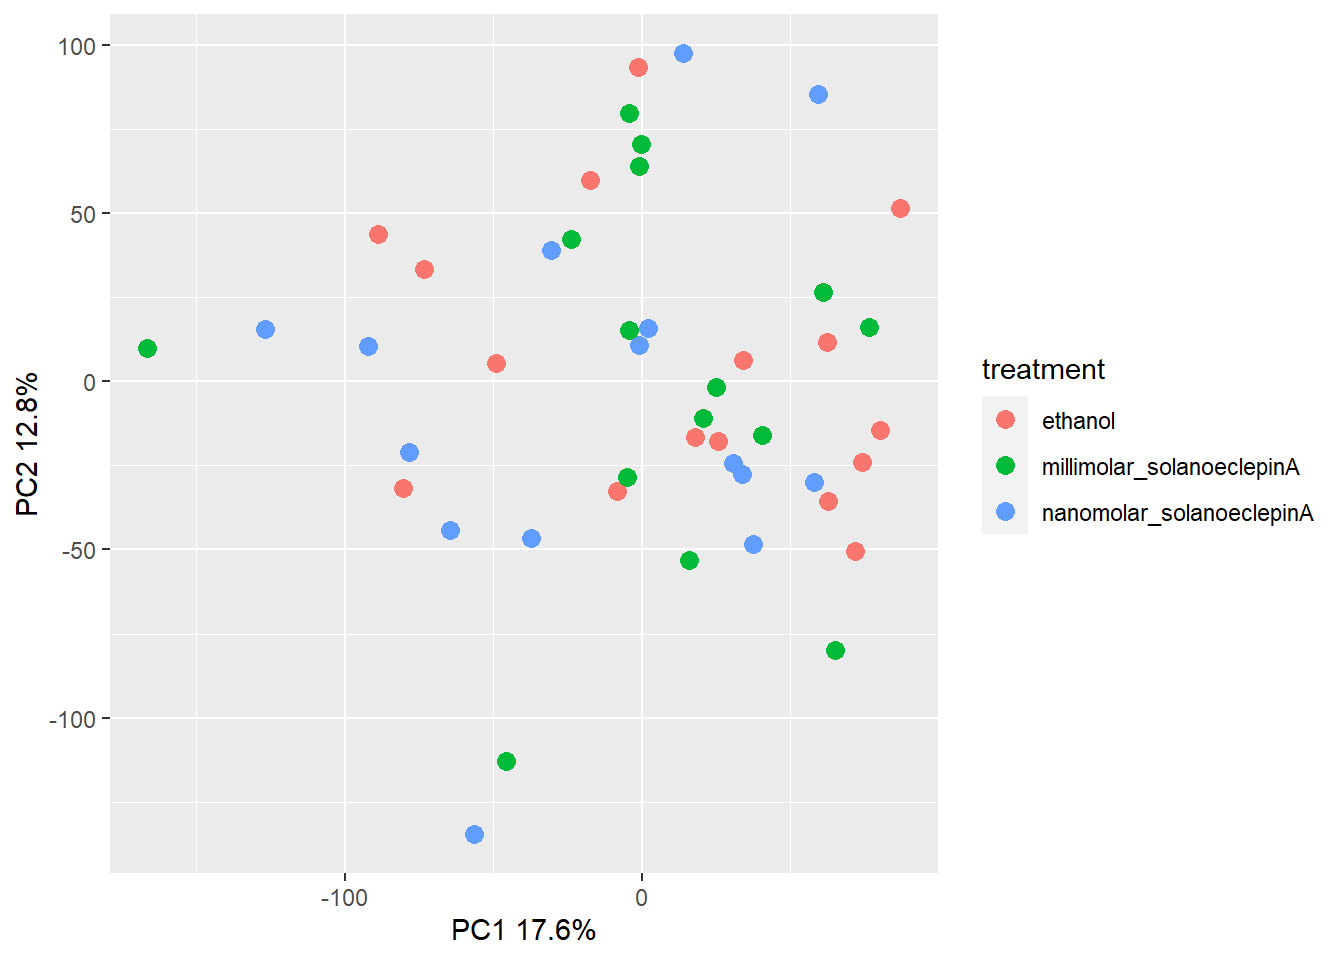 100
50
0
-50
-100
PC2 12.8%
-100
0
PC1 17.6%
treatment
ethanol
millimolar_solanoeclepinA
nanomolar_solanoeclepinA